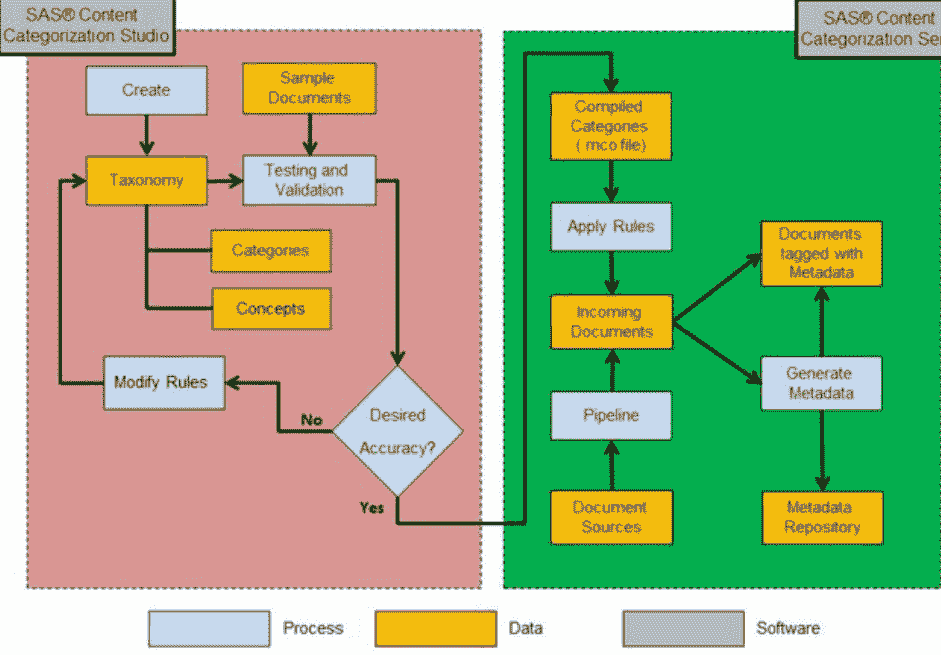 SAS® Content
Categorization Studio
SAS® Content
Categorization Se
Create
Sample
Documents
Taxonomy
Testing and
Validation
Categories
Concepts
Modify Rules
No
Desired
Accuracy?
Yes
Compiled
Categories
( mco file)
Apply Rules
Incoming
Documents
Pipeline
Document
Sources
Documents
tagged with
Metadata
Generate
Metadata
Metadata
Repository
Process
Data
Software